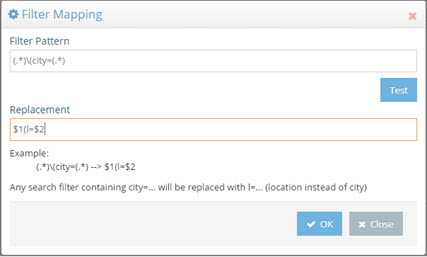 Filter Mapping
Filter Pattern
(.*)\(city=(.*)
Test
Replacement
$1(l=$2
Example:
(.*)\(city=(.*) --> $1(l=$2
Any search filter containing city=... will be replaced with l=... (location instead of city)
OK
Close